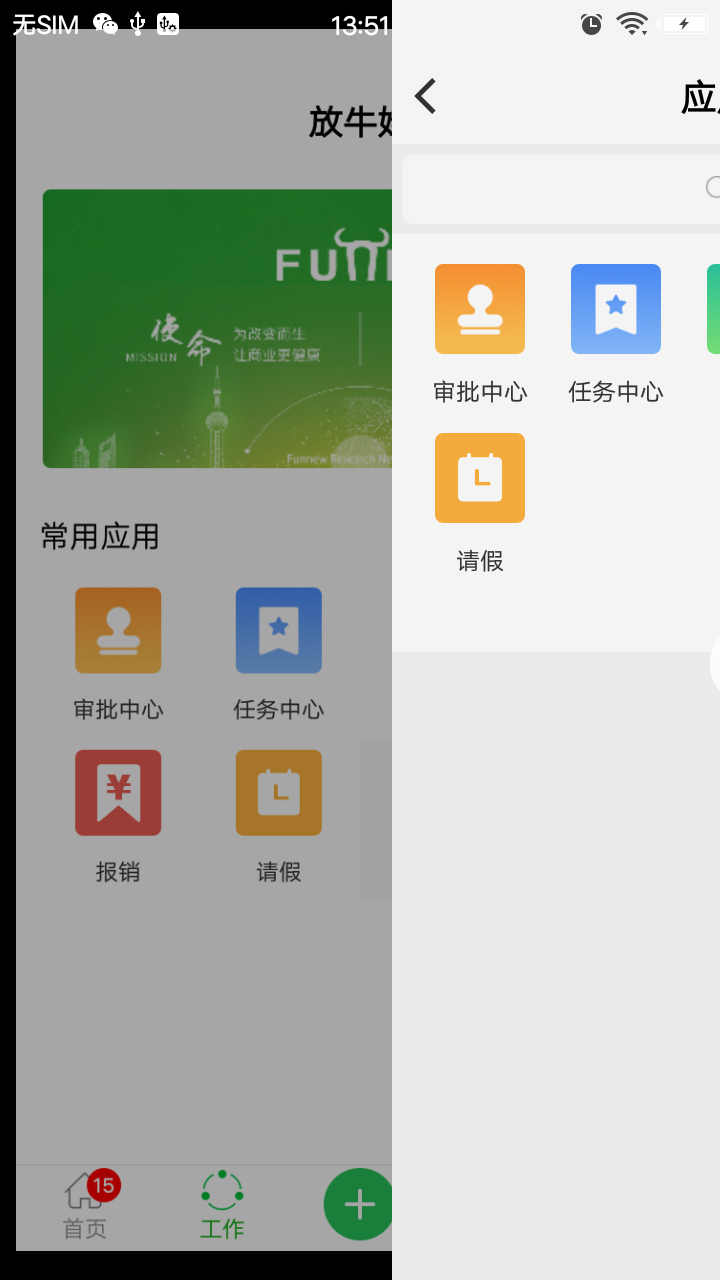 无SIM
13:51
放牛
FUN
使命
MISSION
为改变而生
让商业更健康
Funnew Research Ne
常用应用
审批中心
任务中心
报销
请假
15
首页
工作
应
审批中心
任务中心
请假